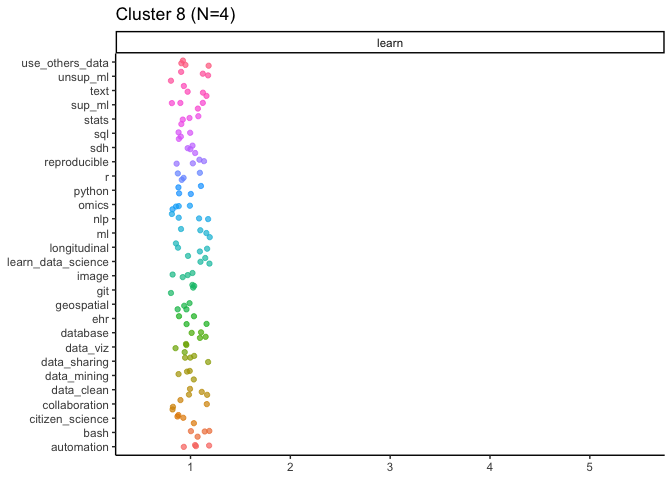 Cluster 8 (N=4)
learn
use_others_data
unsup_ml
text
sup_ml
stats
sql
sdh
reproducible
r
python
omics
nlp
ml
longitudinal
learn_data_science
image
git
geospatial
ehr
database
data_viz
data_sharing
data_mining
data_clean
collaboration
citizen_science
bash
automation
1 2 3 4 5